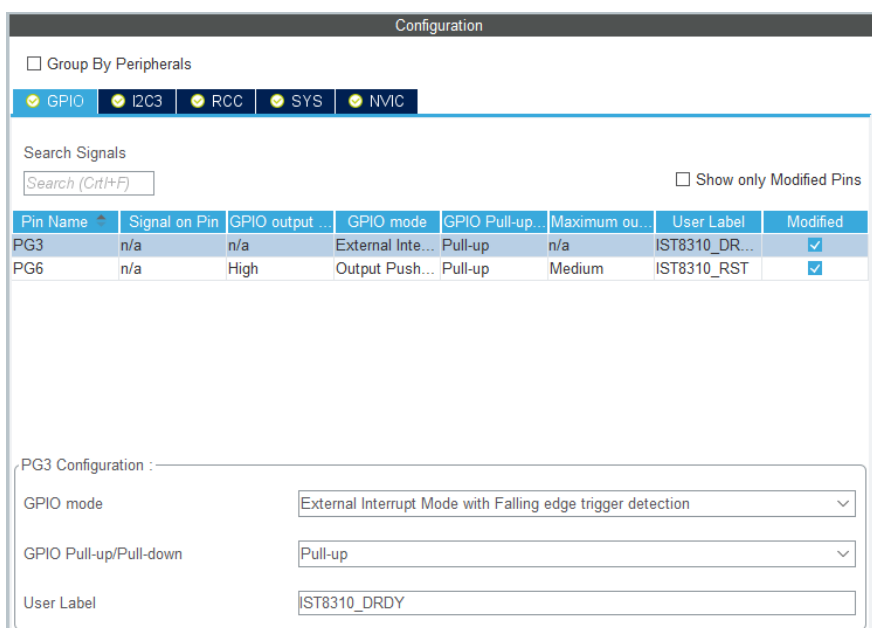 Configuration
Group By Peripherals
GPIO I2C3 RCC SYS NVIC
Search Signals
Search (CrtI+F)
Show only Modified Pins
Pin Name Signal on Pin GPIO output ... GPIO mode GPIO Pull-up... Maximum ou... User Label Modified
PG3 n/a n/a External Inte... Pull-up n/a IST8310_DR...
PG6 n/a High Output Push... Pull-up Medium IST8310_RST
PG3 Configuration :
GPIO mode External Interrupt Mode with Falling edge trigger detection
GPIO Pull-up/Pull-down Pull-up
User Label IST8310_DRDY